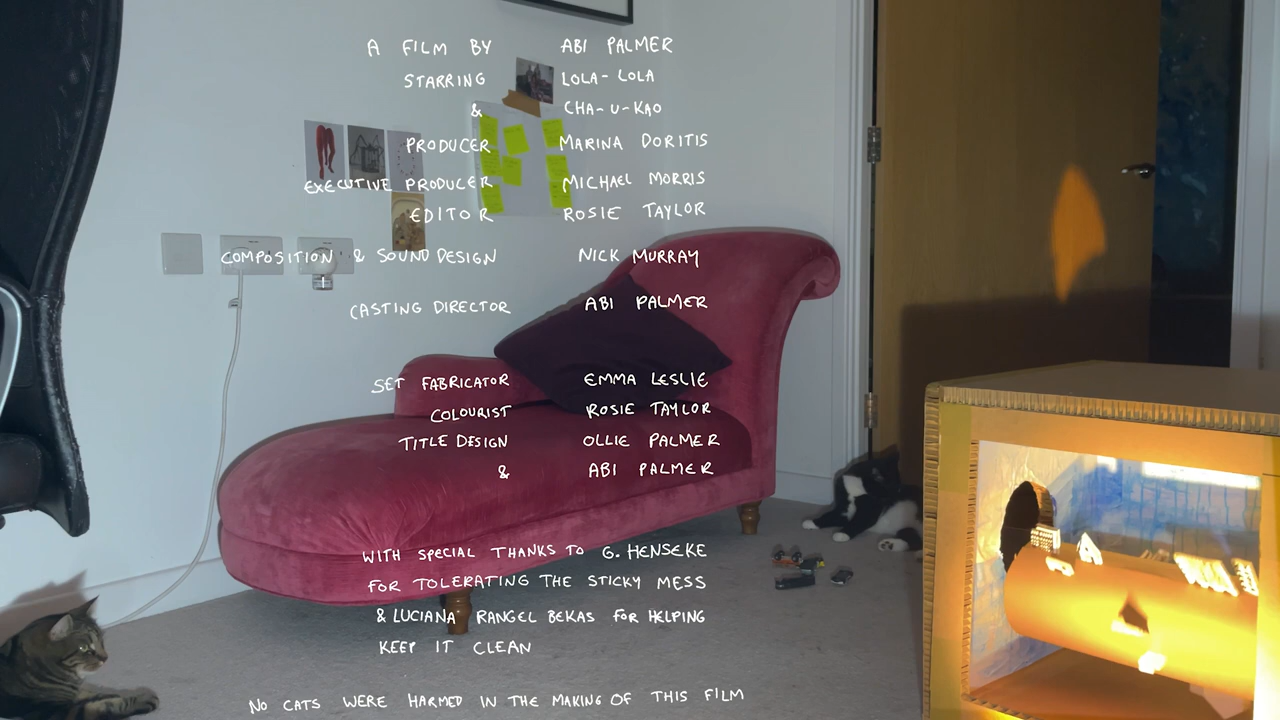 A FILM BY ABI PALMER
STARRING LOLA-LOLA
& CHA-U-KAO
PRODUCER MARINA DORITIS
EXECUTIVE PRODUCER MICHAEL MORRIS
EDITOR ROSIE TAYLOR
COMPOSITION & SOUND DESIGN NICK MURRAY
CASTING DIRECTOR ABI PALMER
SET FABRICATOR EMMA LESLIE
COLOURIST ROSIE TAYLOR
TITLE DESIGN OLLIE PALMER
& ABI PALMER
WITH SPECIAL THANKS TO G. HENSEKE
FOR TOLERATING THE STICKY MESS
& LUCIANA RANGEL BEKAS FOR HELPING
KEEP IT CLEAN
NO CATS WERE HARMED IN THE MAKING OF THIS FILM